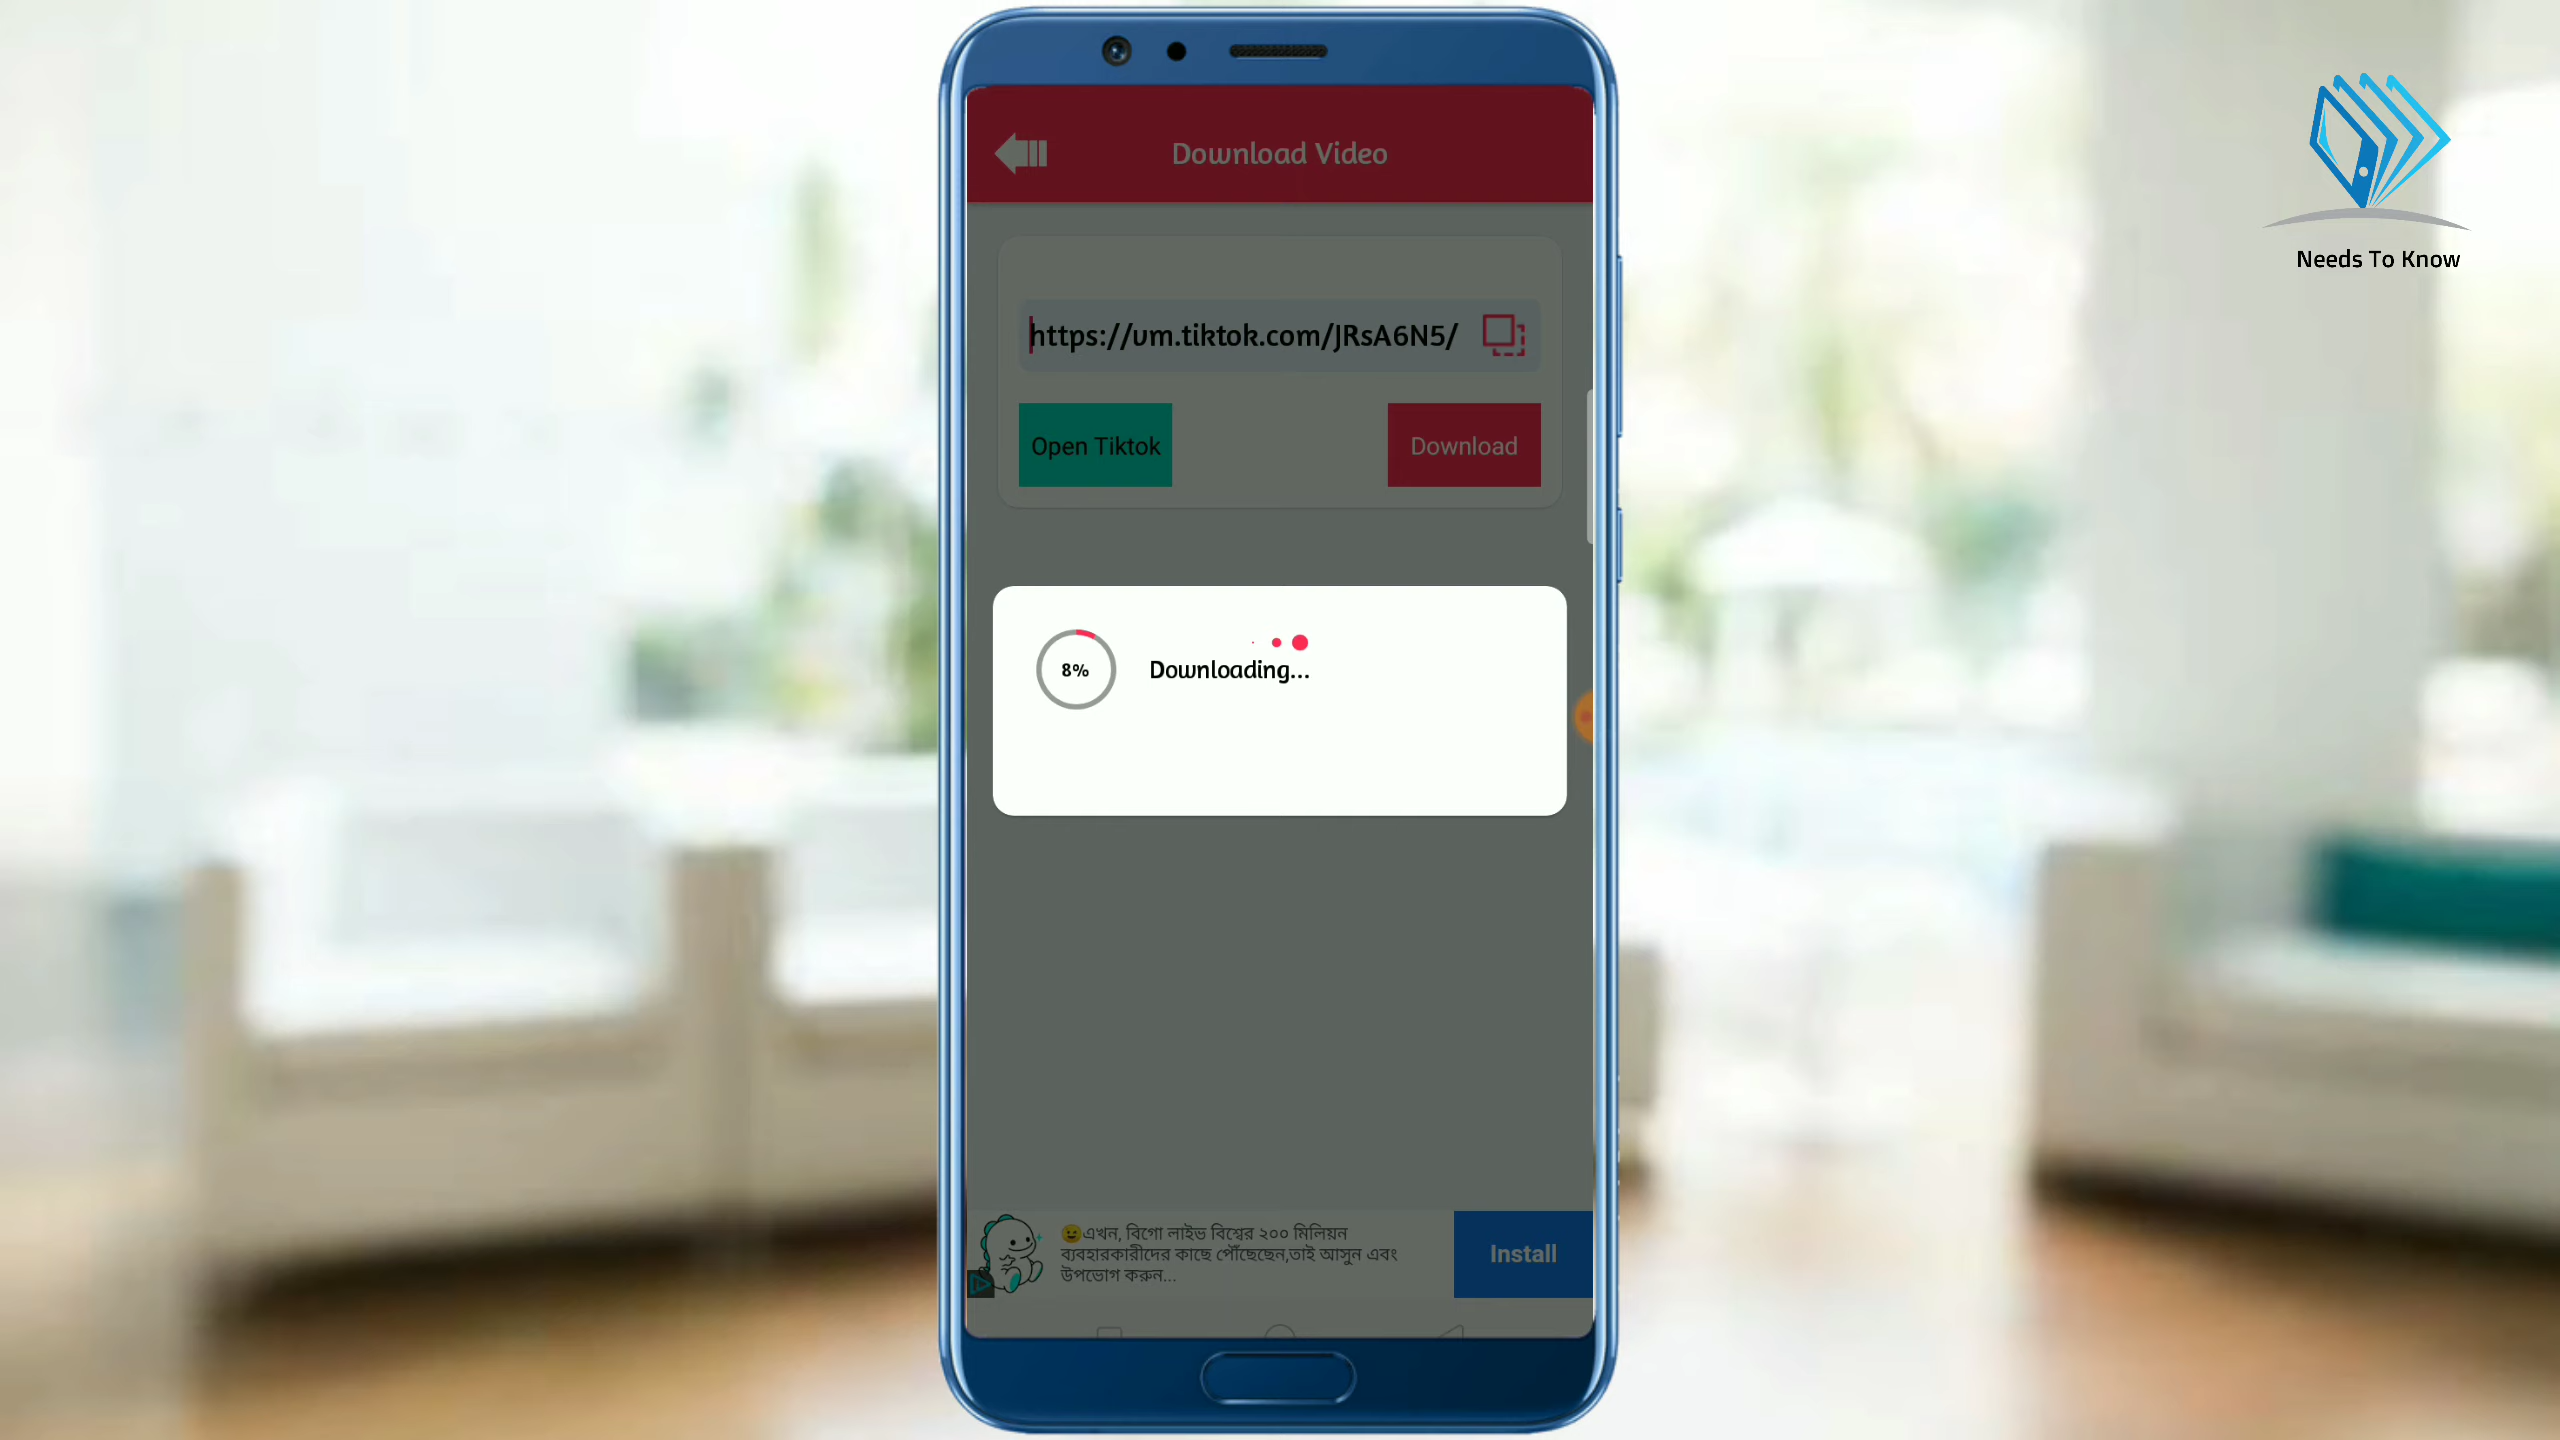 Download Video
Needs To Know
https://vm.tiktok.com/JRsA6N5/
Open Tiktok
Download
8%
Downloading...
😉এখন, বিগো লাইভ বিশ্বের ২০০ মিলিয়ন
ব্যবহারকারীদের কাছে পৌঁছেছেন,তাই আসুন এবং
উপভোগ করুন...
Install